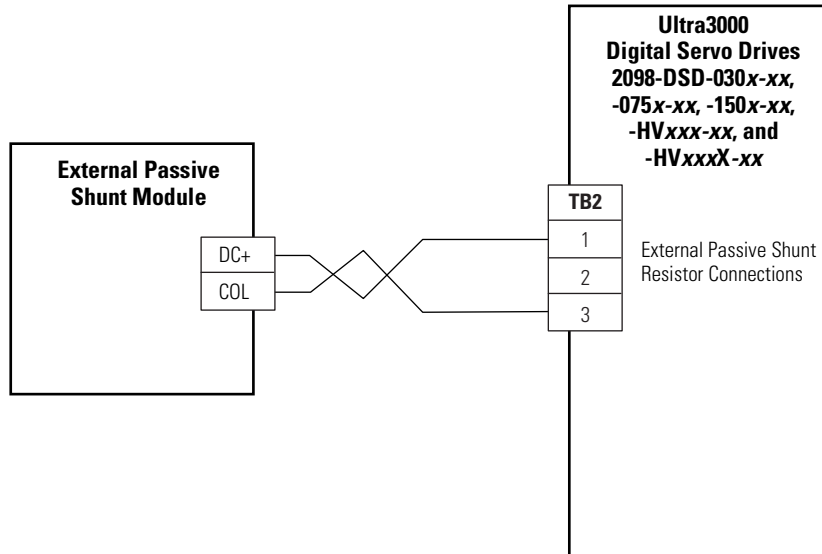 Ultra3000
Digital Servo Drives
2098-DSD-030x-xx,
-075x-xx, -150x-xx,
-HVxxx-xx, and
-HVxxxX-xx
External Passive
Shunt Module
TB2
DC+
COL
1
2
3
External Passive Shunt
Resistor Connections